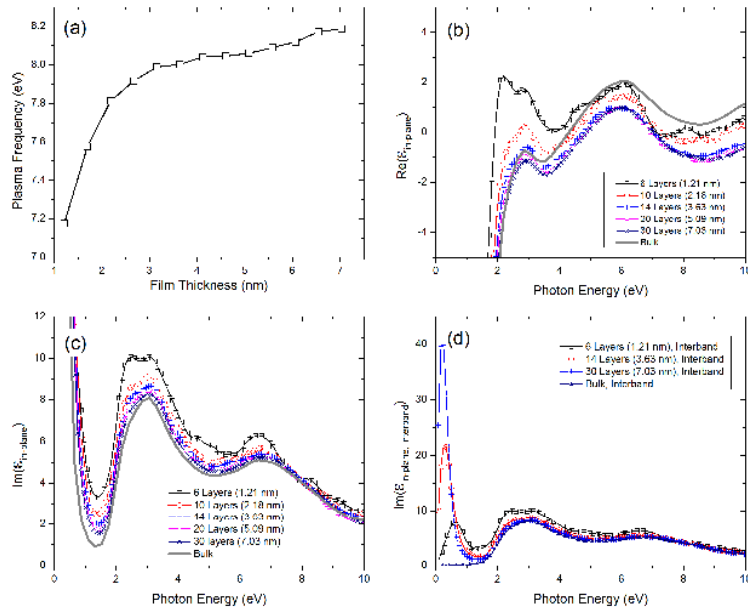 (a)
Plasma Frequency (eV)
8.2
8.0
7.8
7.6
7.4
7.2
7.0
1 2 3 4 5 6 7
Film Thickness (nm)
(b)
4
2
0
-2
-4
0 2 4 6 8 10
Photon Energy (eV)
6 Layers (1.21 nm)
10 Layers (2.18 nm)
14 Layers (3.63 nm)
20 Layers (5.09 nm)
30 Layers (7.03 nm)
Bulk
(c)
Im(ε in-plane)
12
10
8
6
4
2
0
0 2 4 6 8 10
Photon Energy (eV)
6 Layers (1.21 nm)
10 Layers (2.18 nm)
14 Layers (3.63 nm)
20 Layers (5.09 nm)
30 layers (7.03 nm)
Bulk
(d)
Im(ε in-plane, interband)
40
30
20
10
0
0 2 4 6 8 10
Photon Energy (eV)
6 Layers (1.21 nm), Interband
14 Layers (3.63 nm), Interband
30 Layers (7.03 nm), Interband
Bulk, Interband